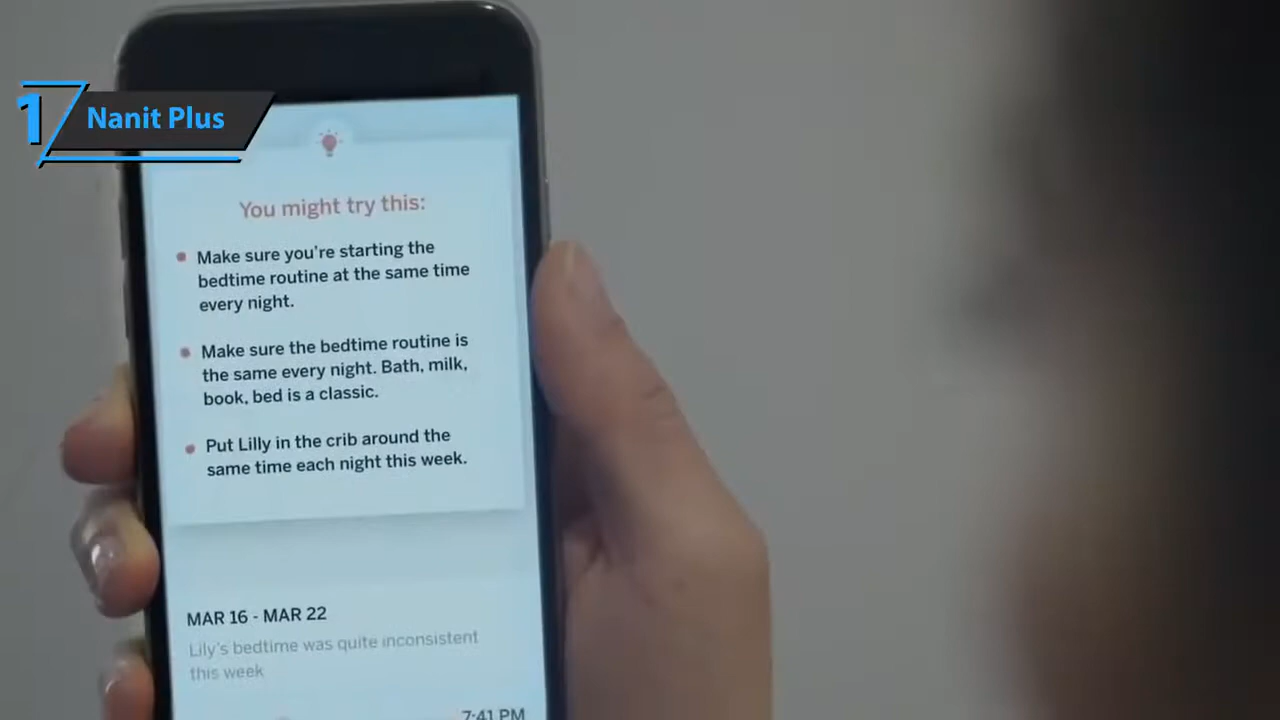 1 Nanit Plus
You might try this:
Make sure you're starting the
bedtime routine at the same time
every night.
Make sure the bedtime routine is
the same every night. Bath, milk,
book, bed is a classic.
Put Lilly in the crib around the
same time each night this week.
MAR 16 - MAR 22
Lily's bedtime was quite inconsistent
this week
7:41 PM